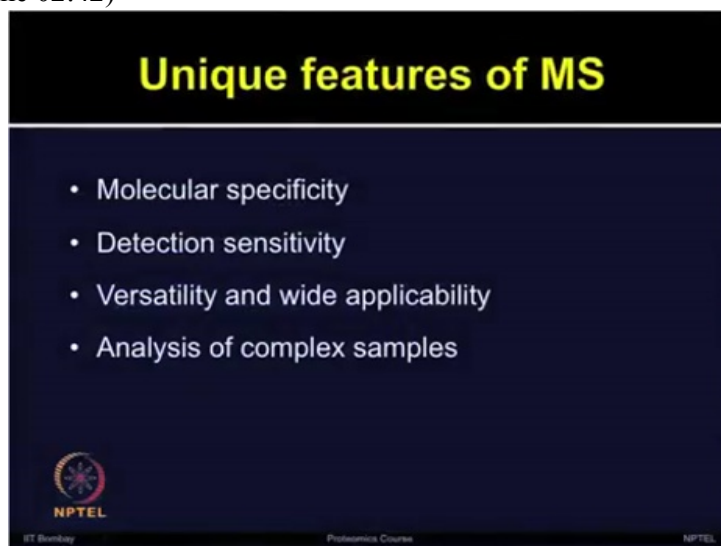 Unique features of MS
• Molecular specificity
• Detection sensitivity
• Versatility and wide applicability
• Analysis of complex samples
NPTEL
IIT Bombay Proteomics Course NPTEL